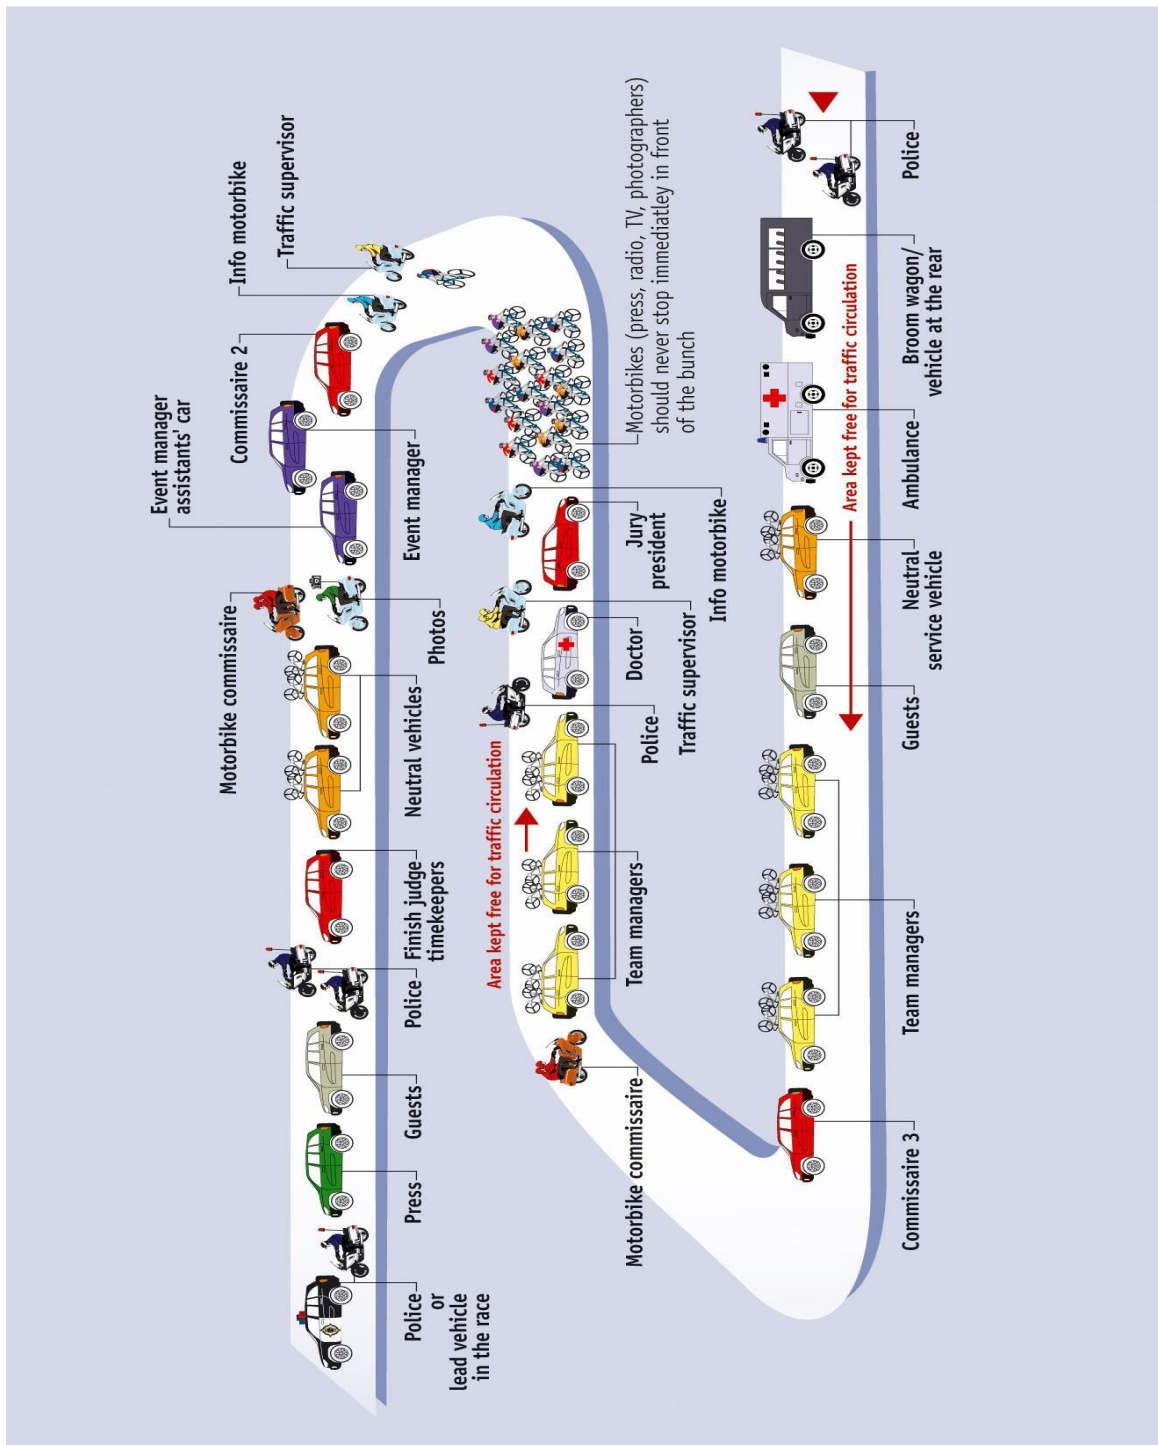 Police
or
lead vehicle
in the race
Press
Guests
Police
Finish judge
timekeepers
Neutral vehicles
Motorbike commissaire
Photos
Event manager
assistants' car
Event manager
Commissaire 2
Info motorbike
Traffic supervisor
Motorbikes (press, radio, TV, photographers)
should never stop immediatley in front
of the bunch
Info motorbike
Jury
president
Traffic supervisor
Doctor
Police
Area kept free for traffic circulation
Team managers
Motorbike commissaire
Commissaire 3
Team managers
Guests
Area kept free for traffic circulation
Neutral
service vehicle
Ambulance
Broom wagon/
vehicle at the rear
Police